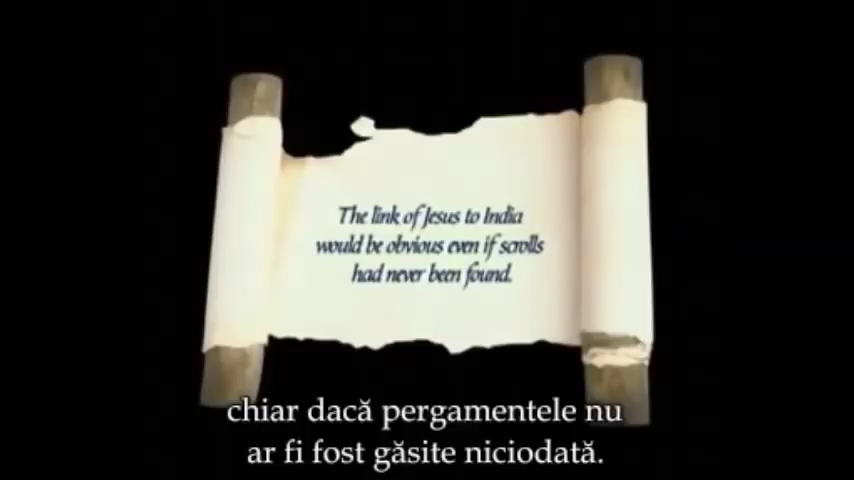 The link of Jesus to India
would be obvious even if scrolls
had never been found.
chiar dacă pergamentele nu
ar fi fost găsite niciodată.